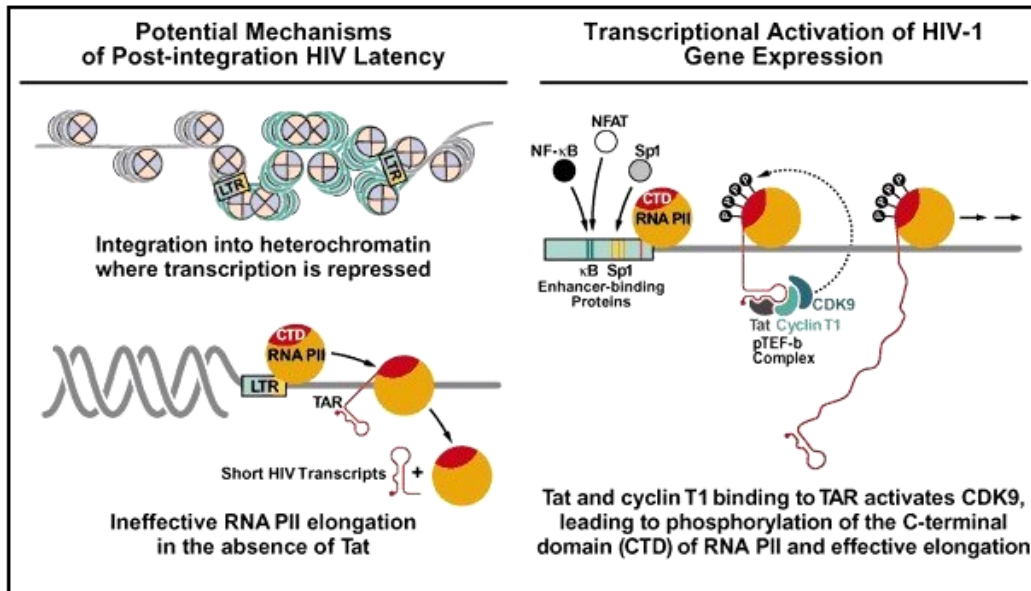 Potential Mechanisms
of Post-integration HIV Latency
LTR
LTR
Integration into heterochromatin
where transcription is repressed
CTD
RNA PII
LTR
TAR
Short HIV Transcripts
+
Ineffective RNA PII elongation
in the absence of Tat
Transcriptional Activation of HIV-1
Gene Expression
NFAT
NF-κB
Sp1
CTD
RNA PII
P P P P
P P P P
κB Sp1
Enhancer-binding
Proteins
CDK9
Tat Cyclin T1
pTEF-b
Complex
Tat and cyclin T1 binding to TAR activates CDK9,
leading to phosphorylation of the C-terminal
domain (CTD) of RNA PII and effective elongation